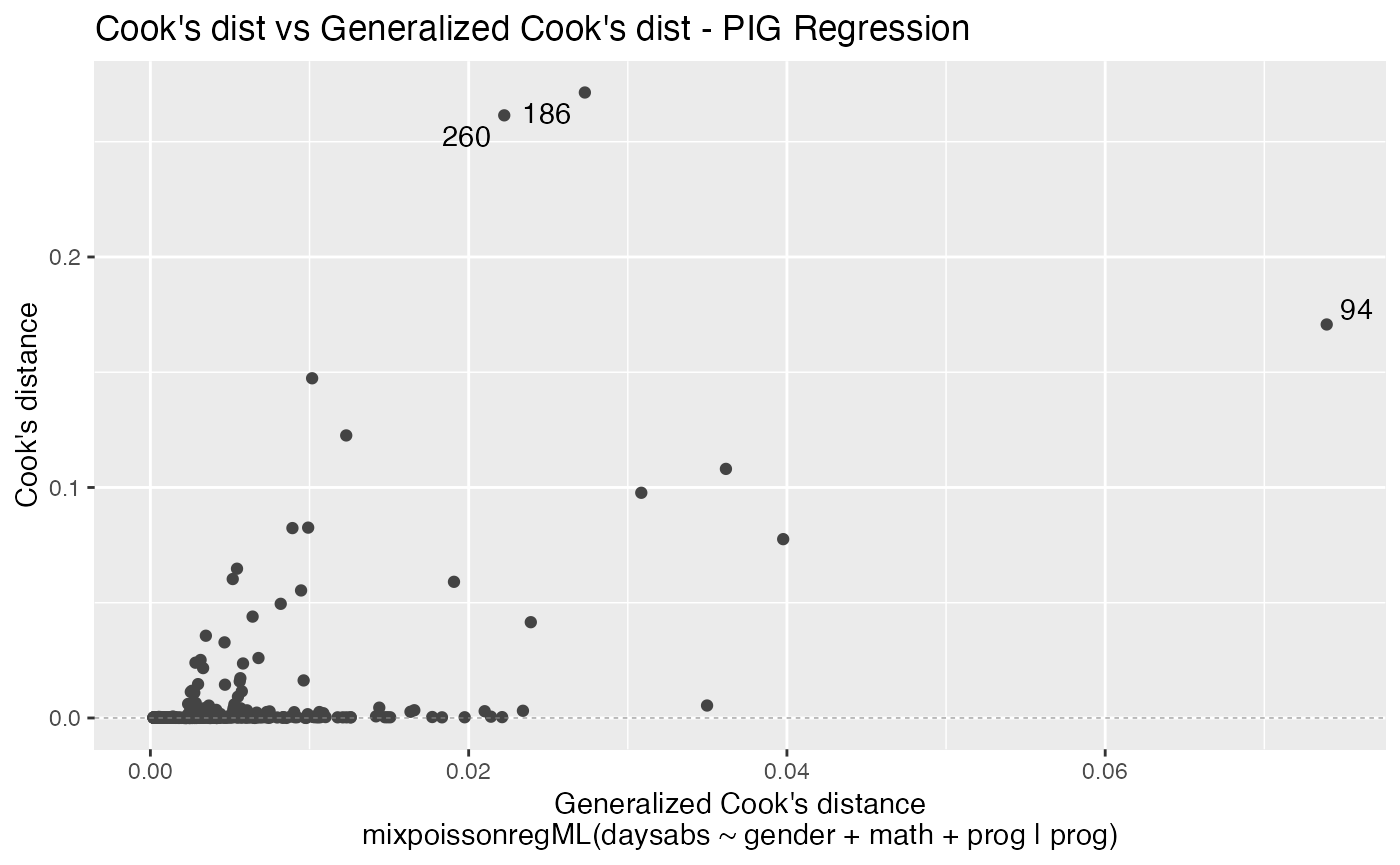 Cook's dist vs Generalized Cook's dist - PIG Regression
186
260
0.2
94
Cook's distance
0.1
0.0
0.00 0.02 0.04 0.06
Generalized Cook's distance
mixpoissonregML(daysabs ~ gender + math + prog | prog)